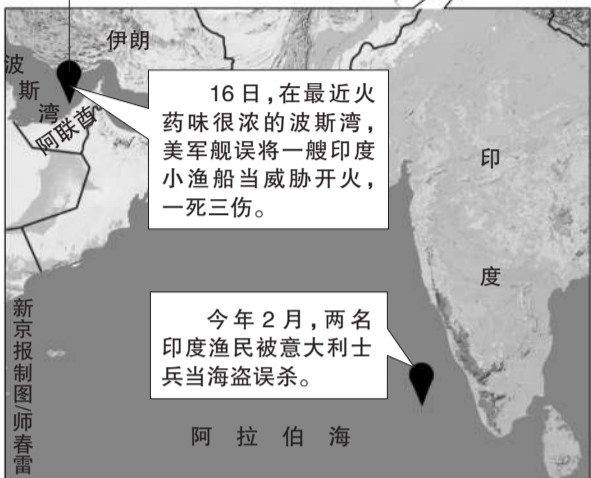 伊朗
波斯湾
阿联酋
16日，在最近火
药味很浓的波斯湾，
美军舰误将一艘印度
小渔船当威胁开火，
一死三伤。
印度
今年2月，两名
印度渔民被意大利士
兵当海盗误杀。
阿拉伯海
新京报制图/师春雷